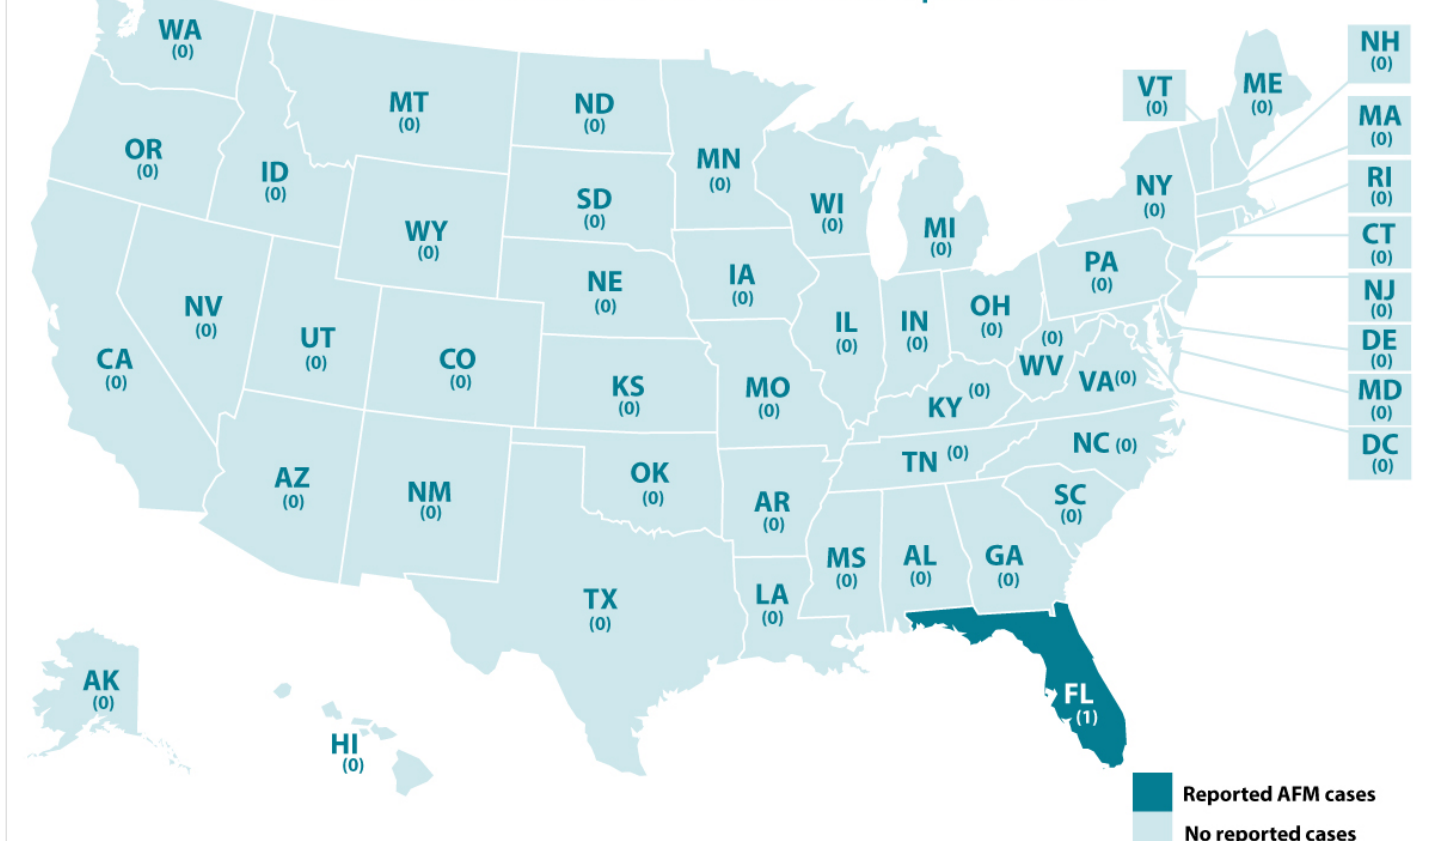 WA
(0)
MT
(0)
ND
(0)
OR
(0)
ID
(0)
MN
(0)
SD
(0)
WY
(0)
WI
(0)
MI
(0)
VT
(0)
ME
(0)
NH
(0)
MA
(0)
NY
(0)
RI
(0)
CT
(0)
PA
(0)
NJ
(0)
NE
(0)
IA
(0)
NV
(0)
UT
(0)
CA
(0)
CO
(0)
IL
(0)
IN
(0)
OH
(0)
(0)
WV
VA(0)
DE
(0)
MD
(0)
DC
(0)
KS
(0)
MO
(0)
KY (0)
TN (0)
NC (0)
AZ
(0)
NM
(0)
OK
(0)
AR
(0)
SC
(0)
MS
(0)
AL
(0)
GA
(0)
TX
(0)
LA
(0)
AK
(0)
HI
(0)
FL
(1)
Reported AFM cases
No reported cases